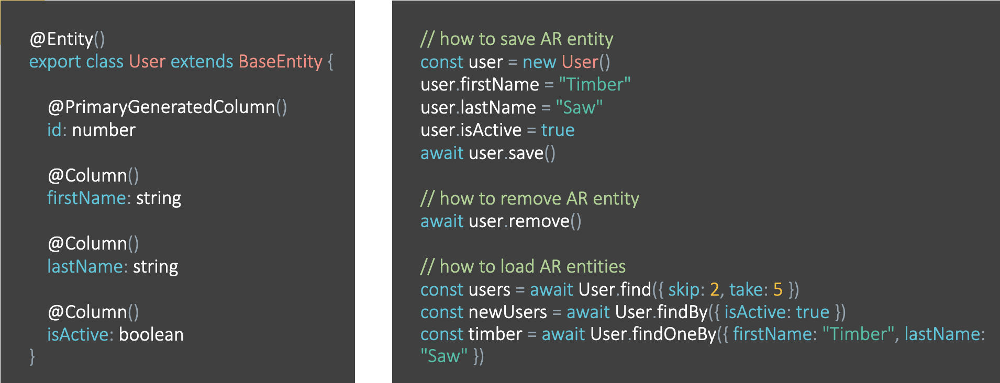 @Entity()
export class User extends BaseEntity {
@PrimaryGeneratedColumn()
id: number
@Column()
firstName: string
@Column()
lastName: string
@Column()
isActive: boolean
}
// how to save AR entity
const user = new User()
user.firstName = "Timber"
user.lastName = "Saw"
user.isActive = true
await user.save()
// how to remove AR entity
await user.remove()
// how to load AR entities
const users = await User.find({ skip: 2, take: 5 })
const newUsers = await User.findBy({ isActive: true })
const timber = await User.findOneBy({ firstName: "Timber", lastName:
"Saw" })